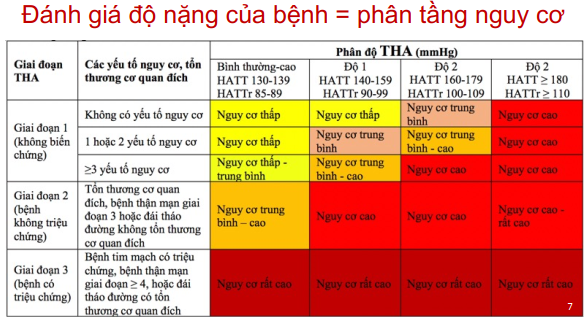 Đánh giá độ nặng của bệnh = phân tầng nguy cơ
Giai đoạn THA
Các yếu tố nguy cơ, tổn thương cơ quan đích
Phân độ THA (mmHg)
Bình thường-cao
HATT 130-139
HATTr 85-89
Độ 1
HATT 140-159
HATTr 90-99
Độ 2
HATT 160-179
HATTr 100-109
Độ 2
HATT ≥ 180
HATTr ≥ 110
Giai đoạn 1
(không biến
chứng)
Không có yếu tố nguy cơ
Nguy cơ thấp
Nguy cơ thấp
Nguy cơ trung
bình
Nguy cơ cao
1 hoặc 2 yếu tố nguy cơ
Nguy cơ thấp
Nguy cơ trung
bình
Nguy cơ trung
bình - cao
Nguy cơ cao
≥3 yếu tố nguy cơ
Nguy cơ thấp -
trung bình
Nguy cơ trung
bình - cao
Nguy cơ cao
Nguy cơ cao
Giai đoạn 2
(bệnh
không triệu
chứng)
Tổn thương cơ quan
đích, bệnh thận mạn giai
đoạn 3 hoặc đái tháo
đường không tổn thương
cơ quan đích
Nguy cơ trung
bình – cao
Nguy cơ cao
Nguy cơ cao
Nguy cơ cao -
rất cao
Giai đoạn 3
(bệnh có
triệu chứng)
Bệnh tim mạch có triệu
chứng, bệnh thận mạn
giai đoạn ≥ 4, hoặc đái
tháo đường có tổn
thương cơ quan đích
Nguy cơ rất cao
Nguy cơ rất cao
Nguy cơ rất cao
Nguy cơ rất cao
7